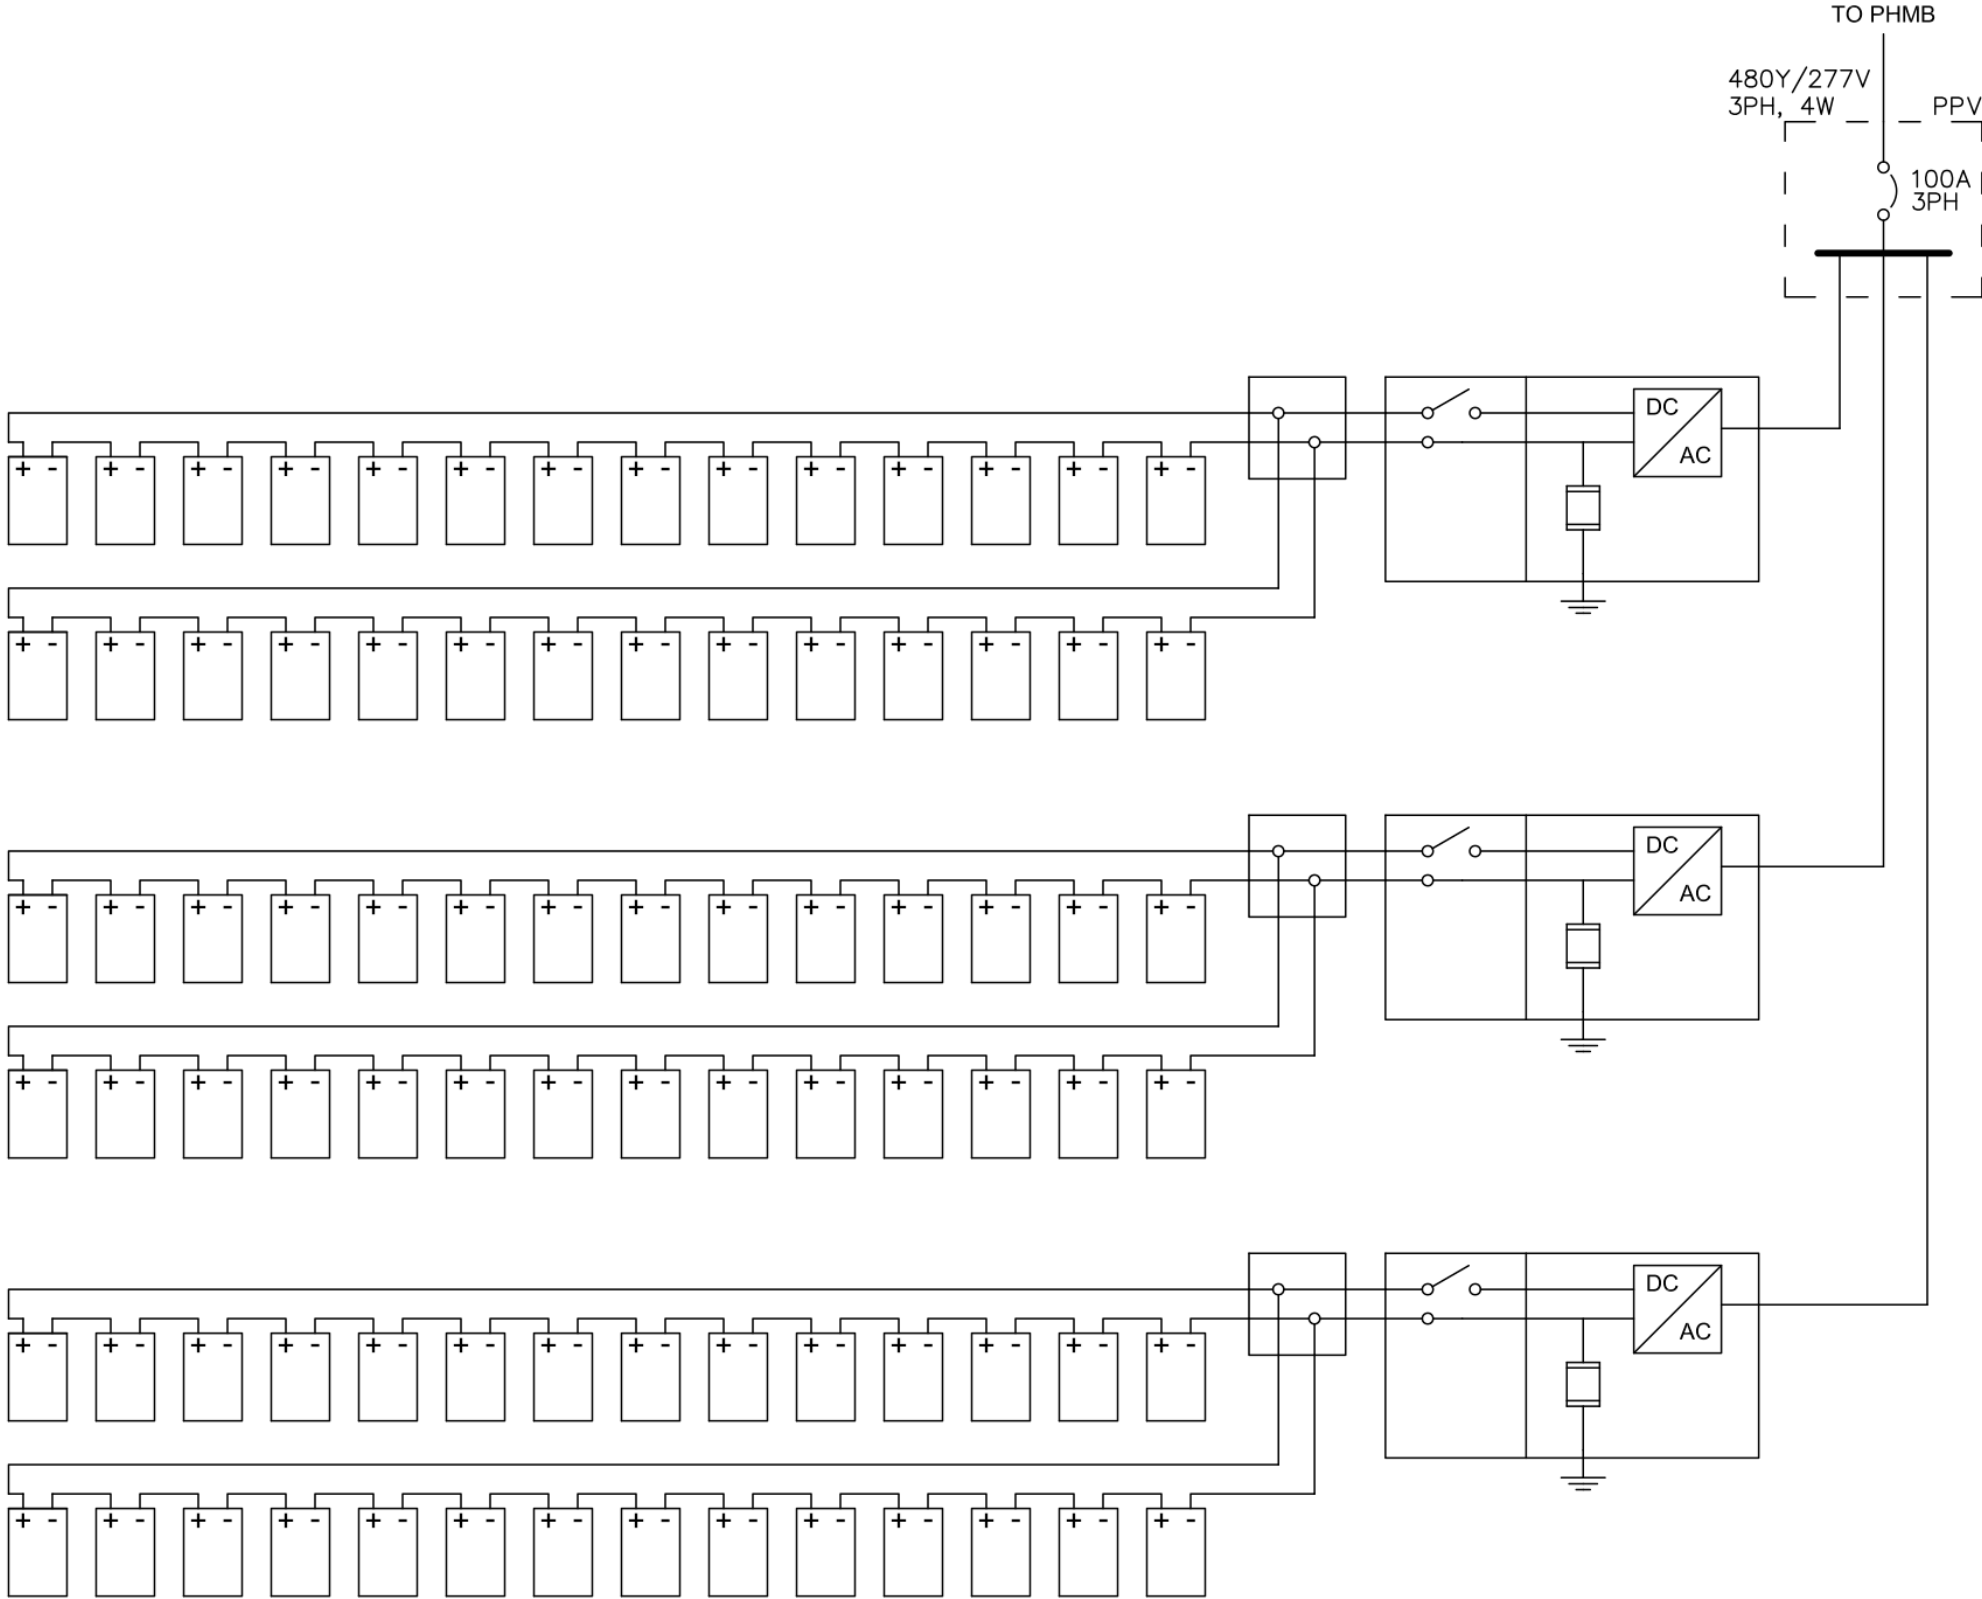 TO PHMB
480Y/277V
3PH, 4W PPV
100A
3PH
+ - + - + - + - + - + - + - + - + - + - + - + - + - + -
DC
AC
+ - + - + - + - + - + - + - + - + - + - + - + - + - + -
+ - + - + - + - + - + - + - + - + - + - + - + - + - + -
DC
AC
+ - + - + - + - + - + - + - + - + - + - + - + - + - + -
+ - + - + - + - + - + - + - + - + - + - + - + - + - + -
DC
AC
+ - + - + - + - + - + - + - + - + - + - + - + - + - + -